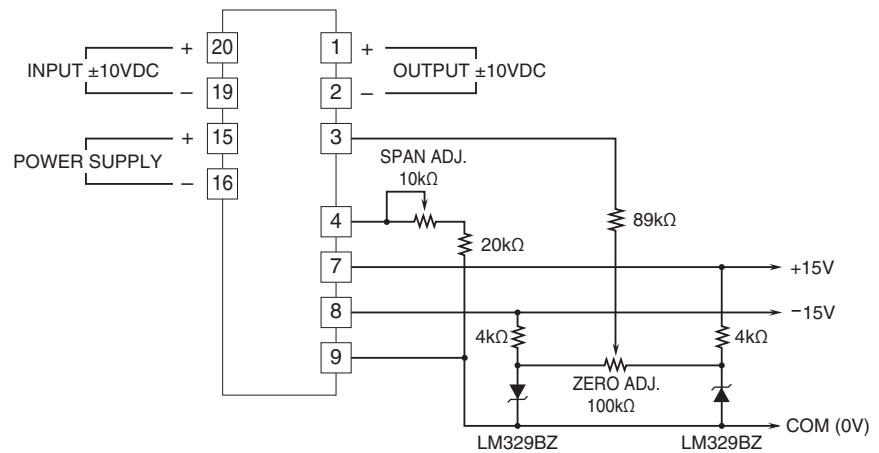 + 20
1 +
INPUT ±10VDC
OUTPUT ±10VDC
− 19
2 −
+ 15
3
POWER SUPPLY
− 16
SPAN ADJ.
10kΩ
4
20kΩ
89kΩ
7
+15V
8
−15V
4kΩ
4kΩ
9
ZERO ADJ.
100kΩ
COM (0V)
LM329BZ
LM329BZ